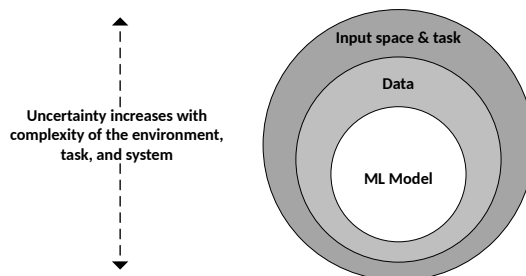 Input space & task
Data
Uncertainty increases with
complexity of the environment,
task, and system
ML Model